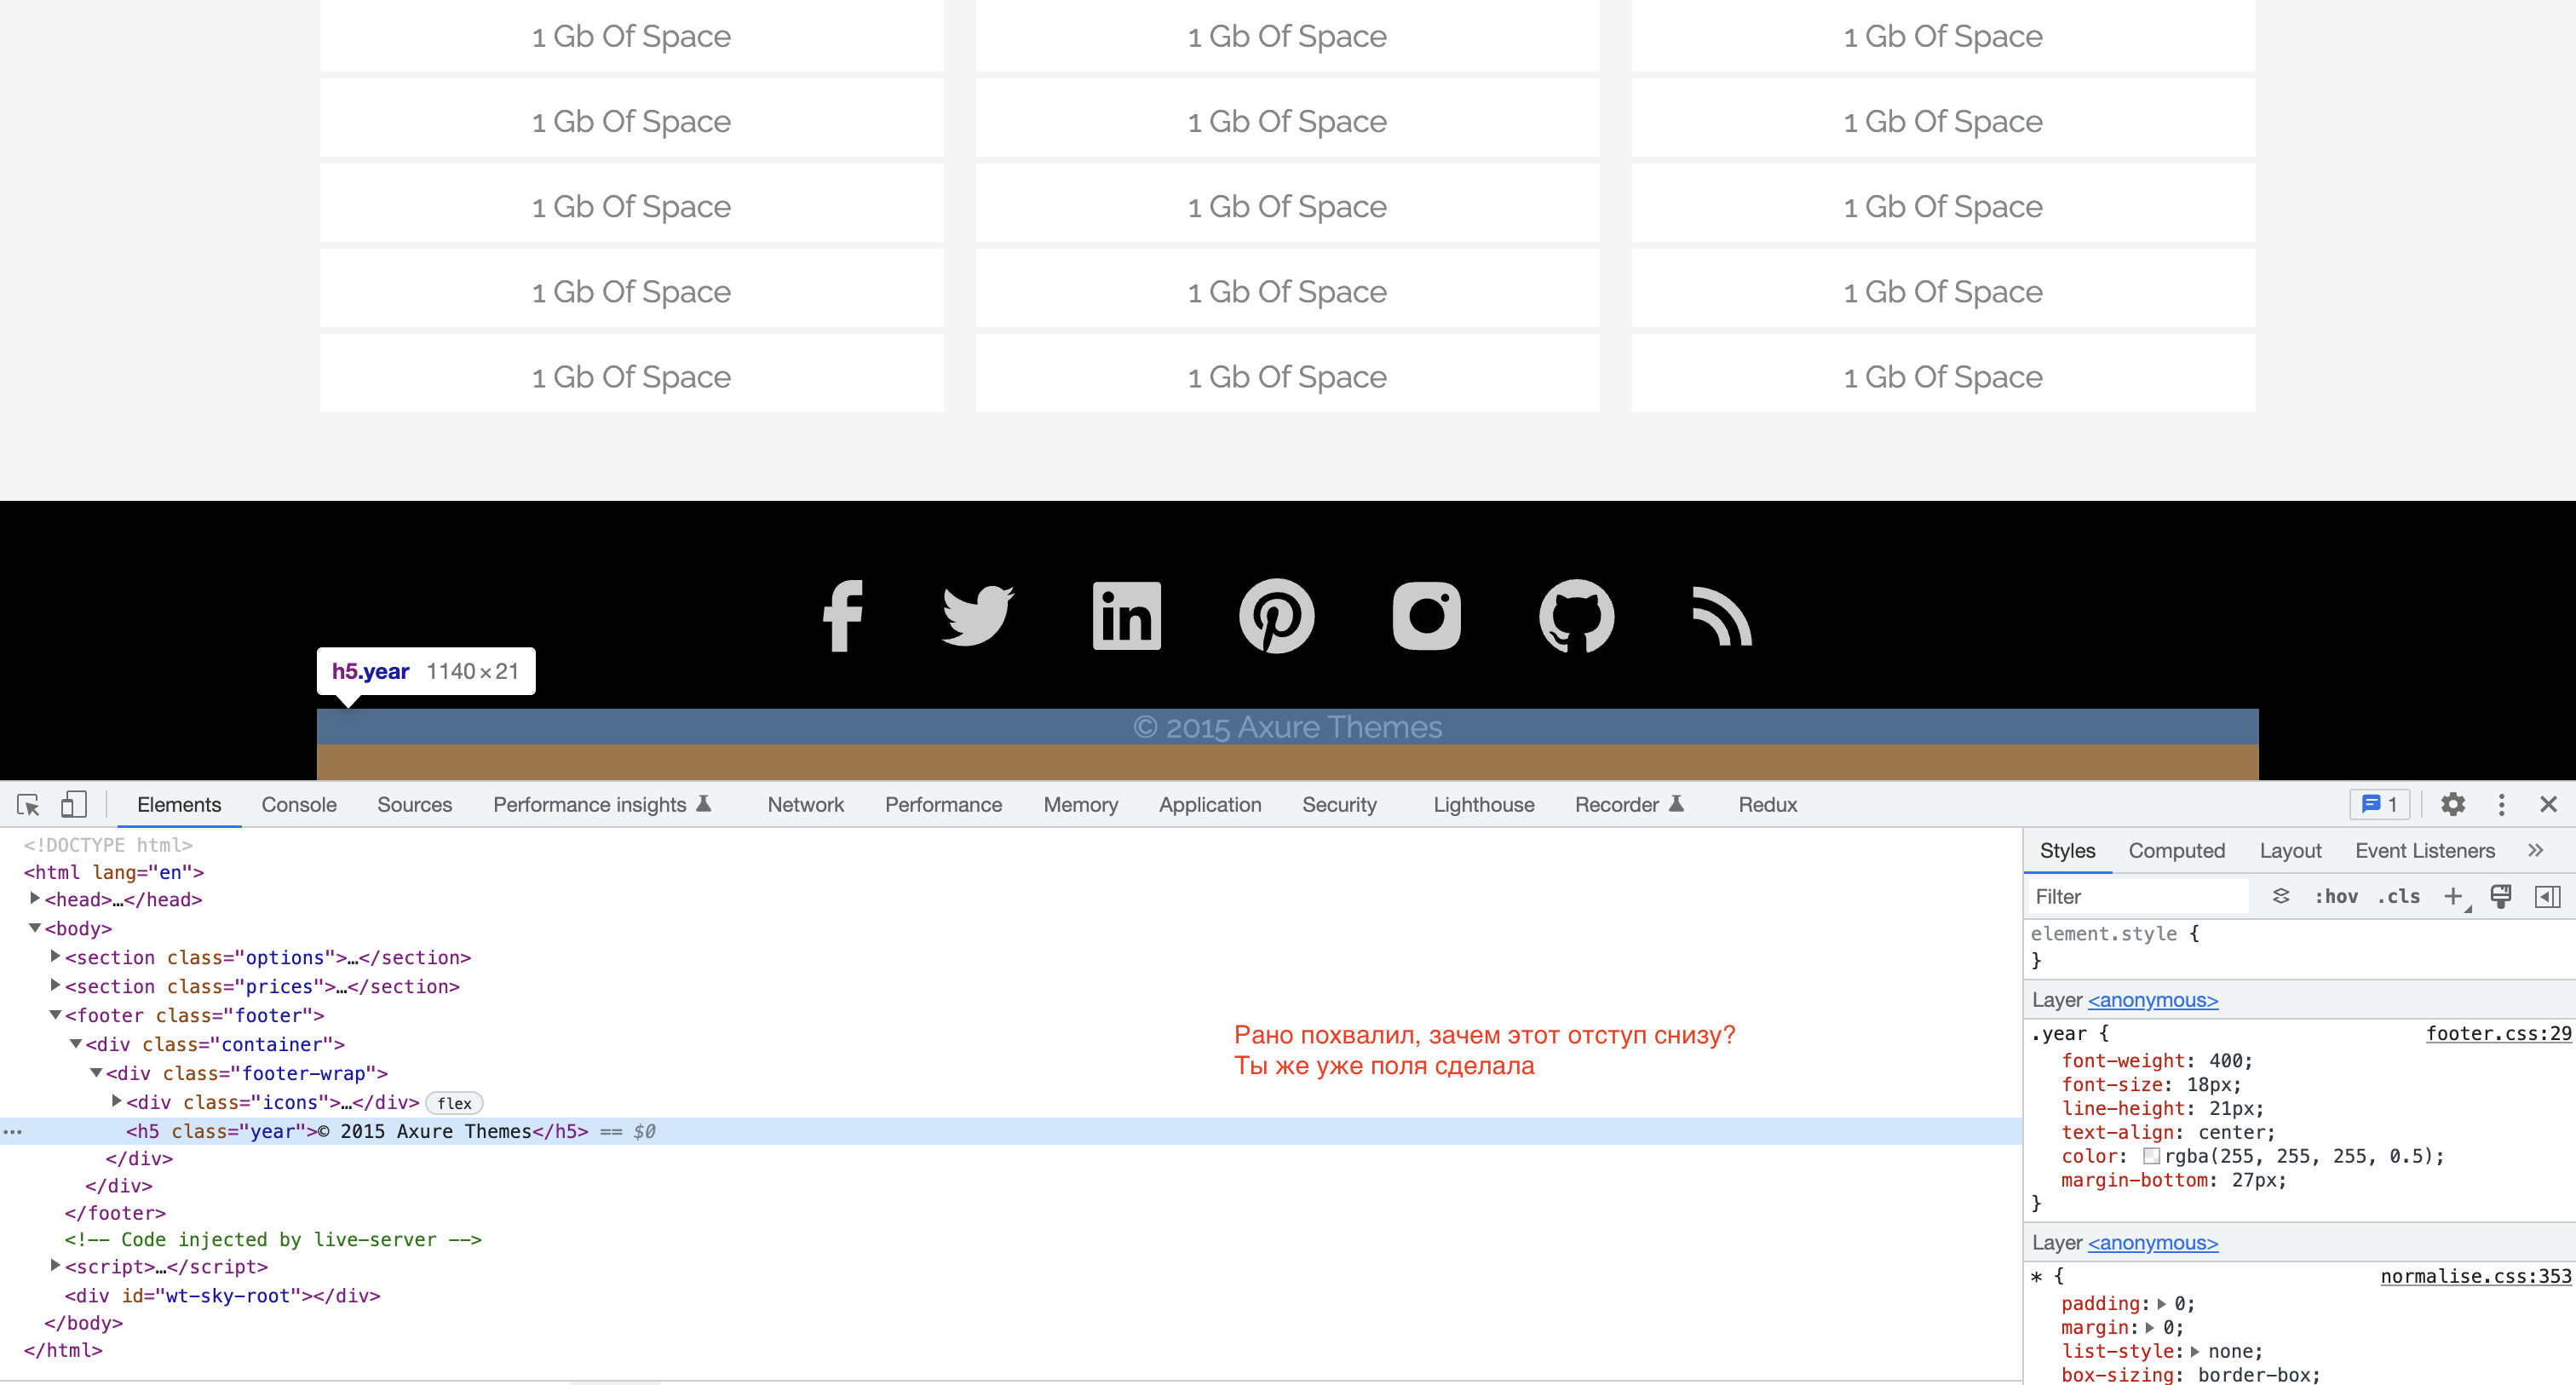 1 Gb Of Space 1 Gb Of Space 1 Gb Of Space
1 Gb Of Space 1 Gb Of Space 1 Gb Of Space
1 Gb Of Space 1 Gb Of Space 1 Gb Of Space
1 Gb Of Space 1 Gb Of Space 1 Gb Of Space
1 Gb Of Space 1 Gb Of Space 1 Gb Of Space
in
h5.year 1140×21
© 2015 Axure Themes
Elements Console Sources Performance insights Network Performance Memory Application Security Lighthouse Recorder Redux 1
<!DOCTYPE html>
<html lang="en">
<head>…</head>
<body>
<section class="options">…</section>
<section class="prices">…</section>
<footer class="footer">
<div class="container">
<div class="footer-wrap">
<div class="icons">…</div> flex
<h5 class="year">© 2015 Axure Themes</h5> == $0
</div>
</div>
</footer>
<!-- Code injected by live-server -->
<script>…</script>
<div id="wt-sky-root"></div>
</body>
</html>
Рано похвалил, зачем этот отступ снизу?
Ты же уже поля сделала
Styles Computed Layout Event Listeners
Filter :hov .cls
element.style {
}
Layer <anonymous>
.year { footer.css:29
font-weight: 400;
font-size: 18px;
line-height: 21px;
text-align: center;
color: rgba(255, 255, 255, 0.5);
margin-bottom: 27px;
}
Layer <anonymous>
* { normalise.css:353
padding: 0;
margin: 0;
list-style: none;
box-sizing: border-box;